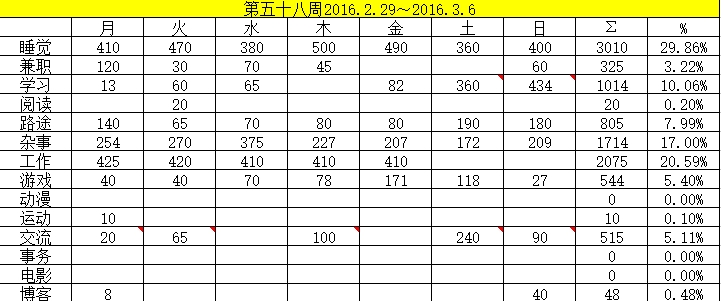 第五十八周2016.2.29～2016.3.6
月 火 水 木 金 土 日 Σ %
睡觉 410 470 380 500 490 360 400 3010 29.86%
兼职 120 30 70 45 60 325 3.22%
学习 13 60 65 82 360 434 1014 10.06%
阅读 20 20 0.20%
路途 140 65 70 80 80 190 180 805 7.99%
杂事 254 270 375 227 207 172 209 1714 17.00%
工作 425 420 410 410 410 2075 20.59%
游戏 40 40 70 78 171 118 27 544 5.40%
动漫 0 0.00%
运动 10 10 0.10%
交流 20 65 100 240 90 515 5.11%
事务 0 0.00%
电影 0 0.00%
博客 8 40 48 0.48%